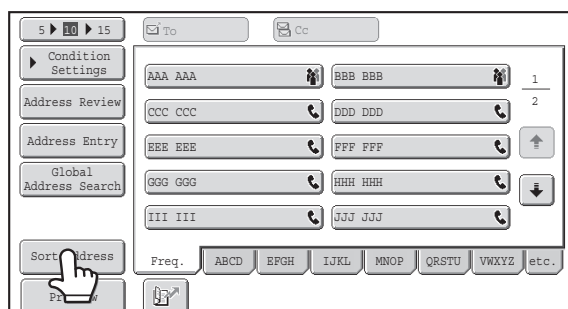 5 10 15
To
Cc
Condition
Settings
Address Review
Address Entry
Global
Address Search
AAA AAA
BBB BBB
CCC CCC
DDD DDD
EEE EEE
FFF FFF
GGG GGG
HHH HHH
III III
JJJ JJJ
1
2
Sort Address
Freq.
ABCD
EFGH
IJKL
MNOP
QRSTU
VWXYZ
etc.